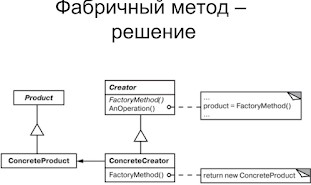 Фабричный метод –
решение
Product
Creator
FactoryMethod()
AnOperation()
...
product = FactoryMethod()
...
ConcreteProduct
ConcreteCreator
FactoryMethod()
return new ConcreteProduct